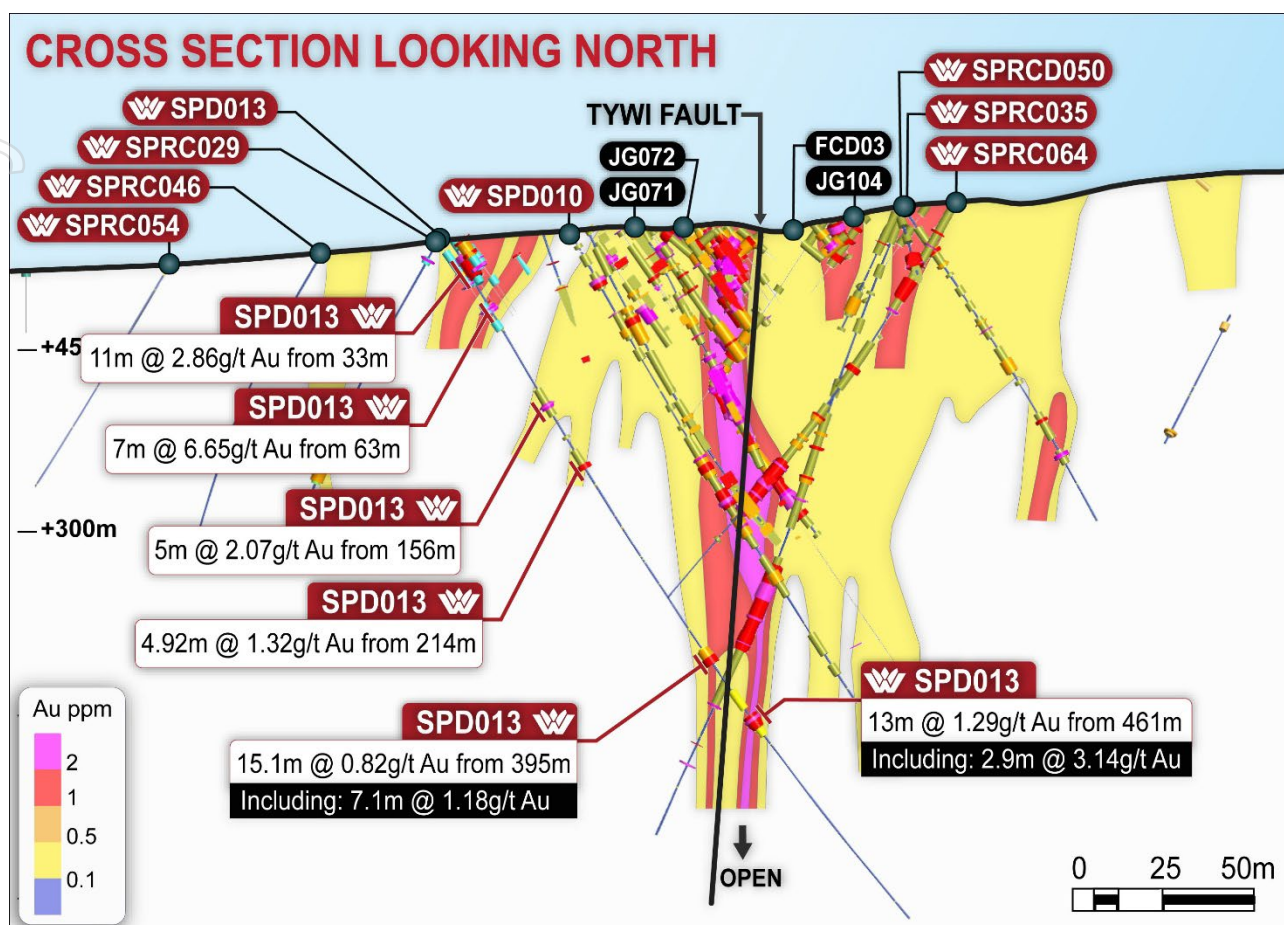 CROSS SECTION LOOKING NORTH
SPD013
SPRC029
SPRC046
SPRC054
SPD010
TYWI FAULT
JG072
JG071
FCD03
JG104
SPRCD050
SPRC035
SPRC064
SPD013
11m @ 2.86g/t Au from 33m
+45
SPD013
7m @ 6.65g/t Au from 63m
SPD013
5m @ 2.07g/t Au from 156m
+300m
SPD013
4.92m @ 1.32g/t Au from 214m
SPD013
15.1m @ 0.82g/t Au from 395m
Including: 7.1m @ 1.18g/t Au
SPD013
13m @ 1.29g/t Au from 461m
Including: 2.9m @ 3.14g/t Au
Au ppm
2
1
0.5
0.1
OPEN
0 25 50m